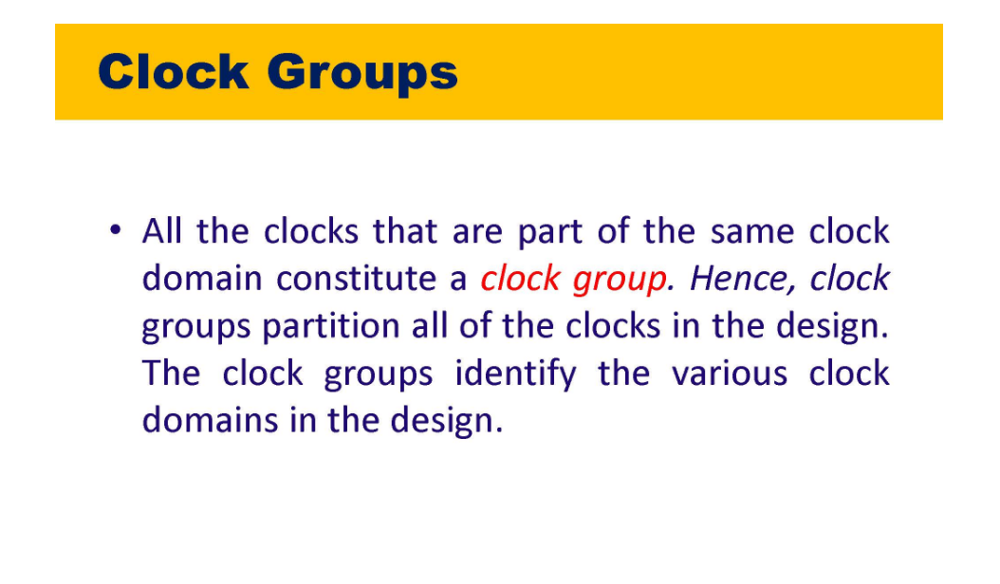 Clock Groups
• All the clocks that are part of the same clock
domain constitute a clock group. Hence, clock
groups partition all of the clocks in the design.
The clock groups identify the various clock
domains in the design.